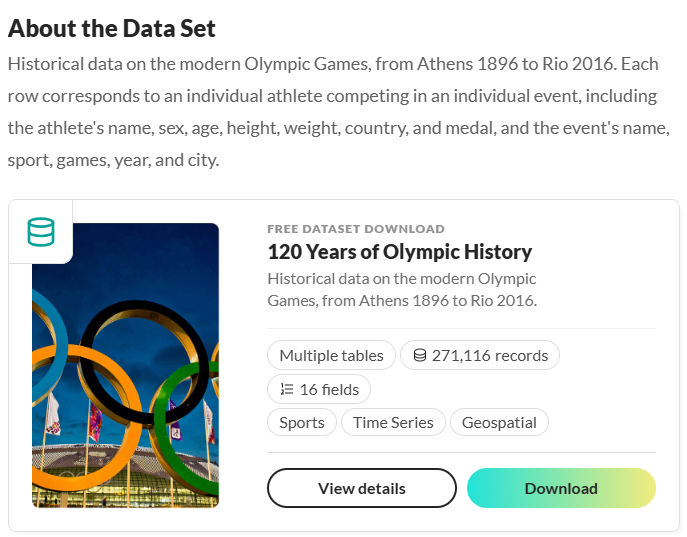 About the Data Set
Historical data on the modern Olympic Games, from Athens 1896 to Rio 2016. Each
row corresponds to an individual athlete competing in an individual event, including
the athlete's name, sex, age, height, weight, country, and medal, and the event's name,
sport, games, year, and city.
FREE DATASET DOWNLOAD
120 Years of Olympic History
Historical data on the modern Olympic
Games, from Athens 1896 to Rio 2016.
Multiple tables
271,116 records
16 fields
Sports
Time Series
Geospatial
View details
Download